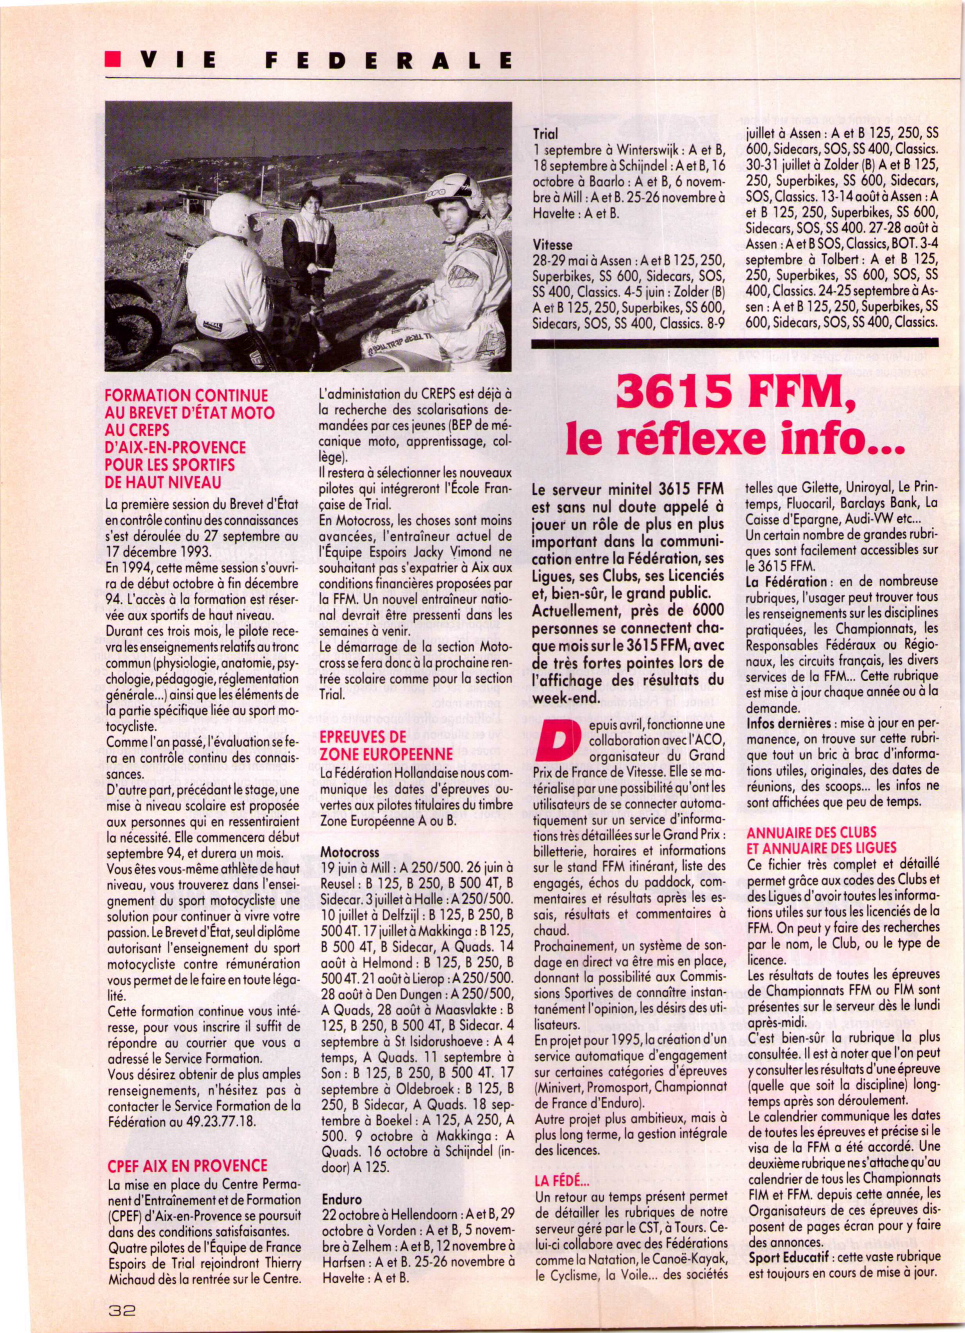 VIE FEDERALE
FORMATION CONTINUE
AU BREVET D'ÉTAT MOTO
AU CREPS
D'AIX-EN-PROVENCE
POUR LES SPORTIFS
DE HAUT NIVEAU
La première session du Brevet d'État
en contrôle continu des connaissances
s'est déroulée du 27 septembre au
17 décembre 1993.
En 1994, cette même session s'ouvri-
ra de début octobre à fin décembre
94. L'accès à la formation est réser-
vée aux sportifs de haut niveau.
Durant ces trois mois, le pilote rece-
vra les enseignements relatifs au tronc
commun (physiologie, anatomie, psy-
chologie, pédagogie, réglementation
générale...) ainsi que les éléments de
la partie spécifique liée au sport mo-
tocycliste.
Comme l'an passé, l'évaluation se fe-
ra en contrôle continu des connais-
sances.
D'autre part, précédant le stage, une
mise à niveau scolaire est proposée
aux personnes qui en ressentiraient
la nécessité. Elle commencera début
septembre 94, et durera un mois.
Vous êtes vous-même athlète de haut
niveau, vous trouverez dans l'ensei-
gnement du sport motocycliste une
solution pour continuer à vivre votre
passion. Le Brevet d'État, seul diplôme
autorisant l'enseignement du sport
motocycliste contre rémunération
vous permet de le faire en toute léga-
lité.
Cette formation continue vous inté-
resse, pour vous inscrire il suffit de
répondre au courrier que vous a
adressé le Service Formation.
Vous désirez obtenir de plus amples
renseignements, n'hésitez pas à
contacter le Service Formation de la
Fédération au 49.23.77.18.
CPEF AIX EN PROVENCE
La mise en place du Centre Perma-
nent d'Entraînement et de Formation
(CPEF) d'Aix-en-Provence se poursuit
dans des conditions satisfaisantes.
Quatre pilotes de l'Équipe de France
Espoirs de Trial rejoindront Thierry
Michaud dès la rentrée sur le Centre.
L'administation du CREPS est déjà à
la recherche des scolarisations de-
mandées par ces jeunes (BEP de mé-
canique moto, apprentissage, col-
lège).
Il restera à sélectionner les nouveaux
pilotes qui intégreront l'École Fran-
çaise de Trial.
En Motocross, les choses sont moins
avancées, l'entraîneur actuel de
l'Équipe Espoirs Jacky Vimond ne
souhaitant pas s'expatrier à Aix aux
conditions financières proposées par
la FFM. Un nouvel entraîneur natio-
nal devrait être pressenti dans les
semaines à venir.
Le démarrage de la section Moto-
cross se fera donc à la prochaine ren-
trée scolaire comme pour la section
Trial.
EPREUVES DE
ZONE EUROPEENNE
La Fédération Hollandaise nous com-
munique les dates d'épreuves ou-
vertes aux pilotes titulaires du timbre
Zone Européenne A ou B.
Motocross
19 juin à Mill : A 250/500. 26 juin à
Reusel : B 125, B 250, B 500 4T, B
Sidecar. 3 juillet à Halle : A 250/500.
10 juillet à Delfzijl : B 125, B 250, B
500 4T. 17 juillet à Makkinga : B 125,
B 500 4T, B Sidecar, A Quads. 14
août à Helmond : B 125, B 250, B
500 4T. 21 août à Lierop : A 250/500.
28 août à Den Dungen : A 250/500,
A Quads, 28 août à Maasvlakte : B
125, B 250, B 500 4T, B Sidecar. 4
septembre à St Isidorushoeve : A 4
temps, A Quads. 11 septembre à
Son : B 125, B 250, B 500 4T. 17
septembre à Oldebroek : B 125, B
250, B Sidecar, A Quads. 18 sep-
tembre à Boekel : A 125, A 250, A
500. 9 octobre à Makkinga : A
Quads. 16 octobre à Schijndel (in-
door) A 125.
Enduro
22 octobre à Hellendoorn : A et B, 29
octobre à Vorden : A et B, 5 novem-
bre à Zelhem : A et B, 12 novembre à
Harfsen : A et B. 25-26 novembre à
Havelte : A et B.
Trial
1 septembre à Winterswijk : A et B,
18 septembre à Schijndel : A et B, 16
octobre à Baarlo : A et B, 6 novem-
bre à Mill : A et B. 25-26 novembre à
Havelte : A et B.
Vitesse
28-29 mai à Assen : A et B 125, 250,
Superbikes, SS 600, Sidecars, SOS,
SS 400, Classics. 4-5 juin : Zolder (B)
A et B 125, 250, Superbikes, SS 600,
Sidecars, SOS, SS 400, Classics. 8-9
juillet à Assen : A et B 125, 250, SS
600, Sidecars, SOS, SS 400, Classics.
30-31 juillet à Zolder (B) A et B 125,
250, Superbikes, SS 600, Sidecars,
SOS, Classics. 13-14 août à Assen : A
et B 125, 250, Superbikes, SS 600,
Sidecars, SOS, SS 400. 27-28 août à
Assen : A et B SOS, Classics, BOT. 3-4
septembre à Tolbert : A et B 125,
250, Superbikes, SS 600, SOS, SS
400, Classics. 24-25 septembre à As-
sen : A et B 125, 250, Superbikes, SS
600, Sidecars, SOS, SS 400, Classics.
3615 FFM,
le réflexe info...
Le serveur minitel 3615 FFM
est sans nul doute appelé à
jouer un rôle de plus en plus
important dans la communi-
cation entre la Fédération, ses
Ligues, ses Clubs, ses Licenciés
et, bien-sûr, le grand public.
Actuellement, près de 6000
personnes se connectent cha-
que mois sur le 3615 FFM, avec
de très fortes pointes lors de
l'affichage des résultats du
week-end.
Depuis avril, fonctionne une
collaboration avec l'ACO,
organisateur du Grand
Prix de France de Vitesse. Elle se ma-
térialise par une possibilité qu'ont les
utilisateurs de se connecter automa-
tiquement sur un service d'informa-
tions très détaillées sur le Grand Prix :
billetterie, horaires et informations
sur le stand FFM itinérant, liste des
engagés, échos du paddock, com-
mentaires et résultats après les es-
sais, résultats et commentaires à
chaud.
Prochainement, un système de son-
dage en direct va être mis en place,
donnant la possibilité aux Commis-
sions Sportives de connaître instan-
tanément l'opinion, les désirs des uti-
lisateurs.
En projet pour 1995, la création d'un
service automatique d'engagement
sur certaines catégories d'épreuves
(Minivert, Promosport, Championnat
de France d'Enduro).
Autre projet plus ambitieux, mais à
plus long terme, la gestion intégrale
des licences.
LA FÉDÉ...
Un retour au temps présent permet
de détailler les rubriques de notre
serveur géré par le CST, à Tours. Ce-
lui-ci collabore avec des Fédérations
comme la Natation, le Canoë-Kayak,
le Cyclisme, la Voile... des sociétés
telles que Gilette, Uniroyal, Le Prin-
temps, Fluocaril, Barclays Bank, La
Caisse d'Epargne, Audi-VW etc...
Un certain nombre de grandes rubri-
ques sont facilement accessibles sur
le 3615 FFM.
La Fédération : en de nombreuse
rubriques, l'usager peut trouver tous
les renseignements sur les disciplines
pratiquées, les Championnats, les
Responsables Fédéraux ou Régio-
naux, les circuits français, les divers
services de la FFM... Cette rubrique
est mise à jour chaque année ou à la
demande.
Infos dernières : mise à jour en per-
manence, on trouve sur cette rubri-
que tout un bric à brac d'informa-
tions utiles, originales, des dates de
réunions, des scoops... les infos ne
sont affichées que peu de temps.
ANNUAIRE DES CLUBS
ET ANNUAIRE DES LIGUES
Ce fichier très complet et détaillé
permet grâce aux codes des Clubs et
des Ligues d'avoir toutes les informa-
tions utiles sur tous les licenciés de la
FFM. On peut y faire des recherches
par le nom, le Club, ou le type de
licence.
Les résultats de toutes les épreuves
de Championnats FFM ou FIM sont
présentes sur le serveur dès le lundi
après-midi.
C'est bien-sûr la rubrique la plus
consultée. Il est à noter que l'on peut
y consulter les résultats d'une épreuve
(quelle que soit la discipline) long-
temps après son déroulement.
Le calendrier communique les dates
de toutes les épreuves et précise si le
visa de la FFM a été accordé. Une
deuxième rubrique ne s'attache qu'au
calendrier de tous les Championnats
FIM et FFM. depuis cette année, les
Organisateurs de ces épreuves dis-
posent de pages écran pour y faire
des annonces.
Sport Educatif : cette vaste rubrique
est toujours en cours de mise à jour.
32